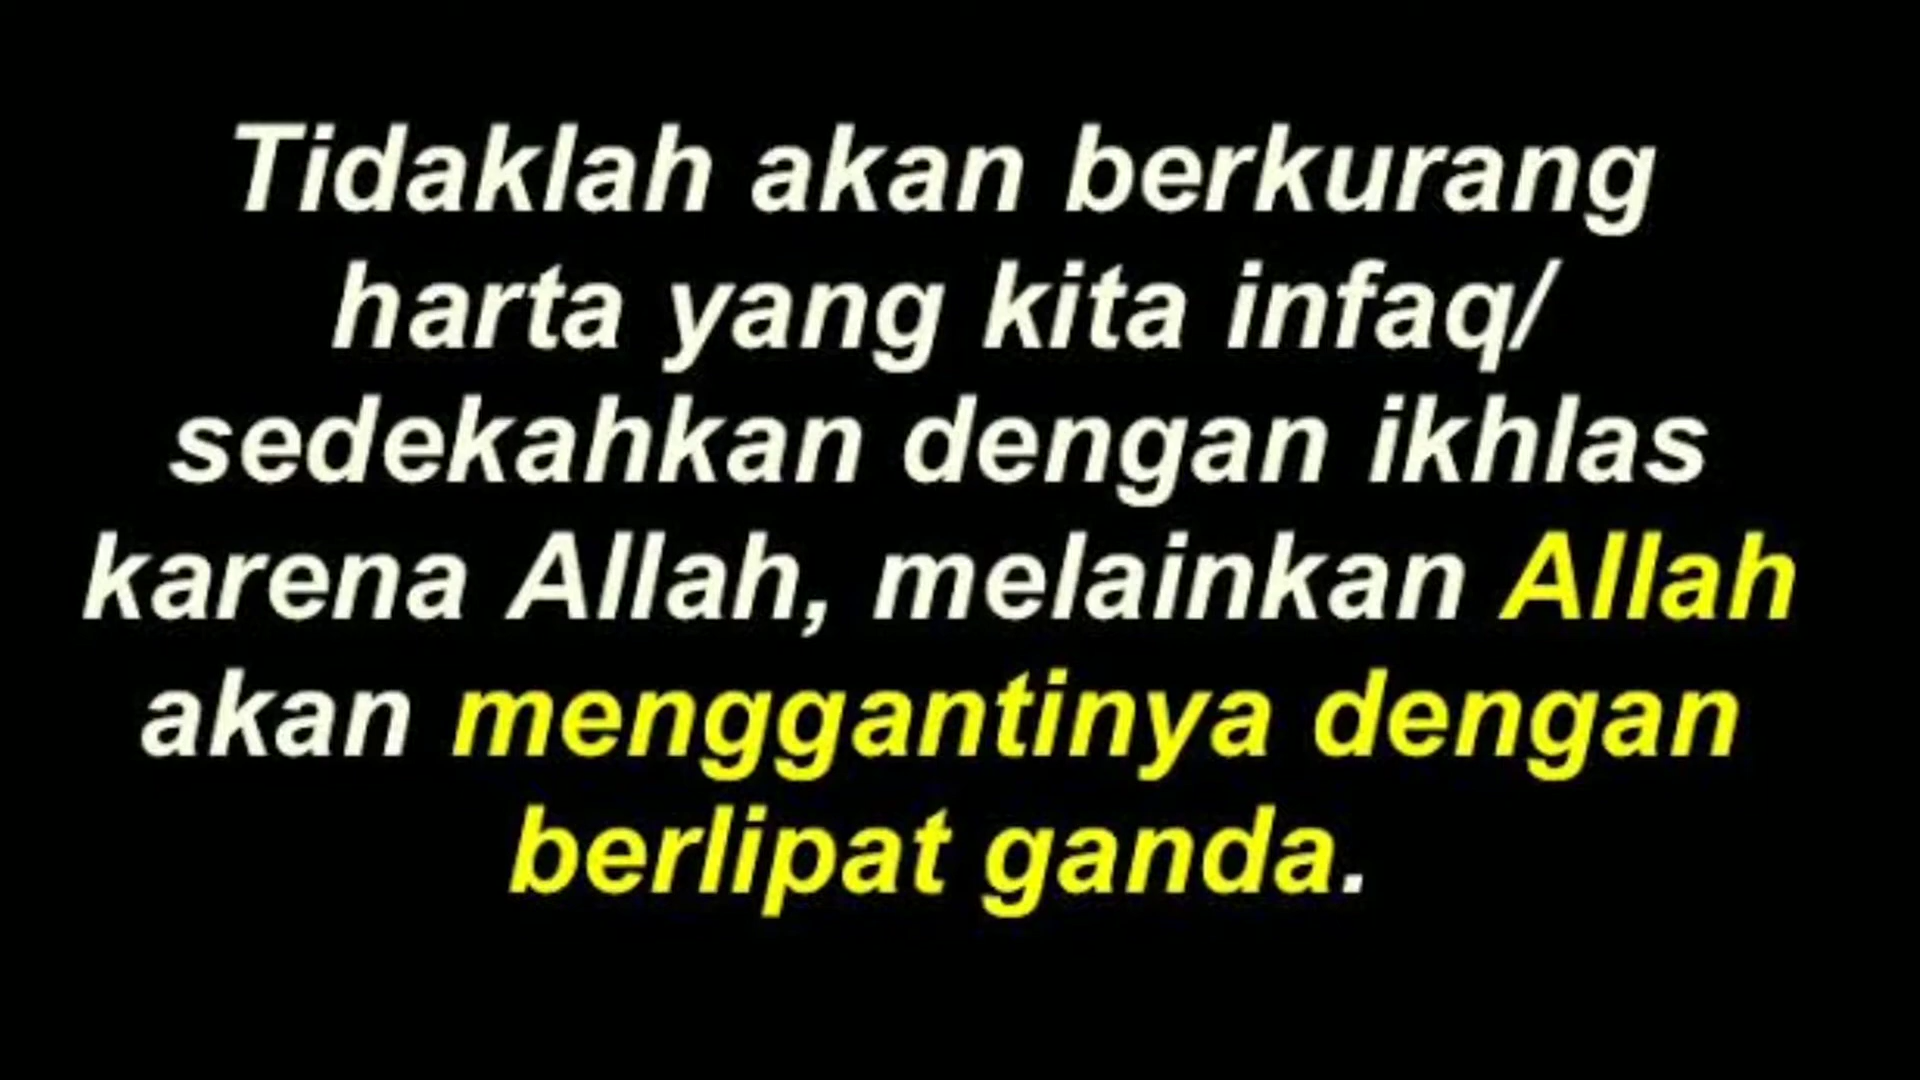 Tidaklah akan berkurang
harta yang kita infaq/
sedekahkan dengan ikhlas
karena Allah, melainkan Allah
akan menggantinya dengan
berlipat ganda.